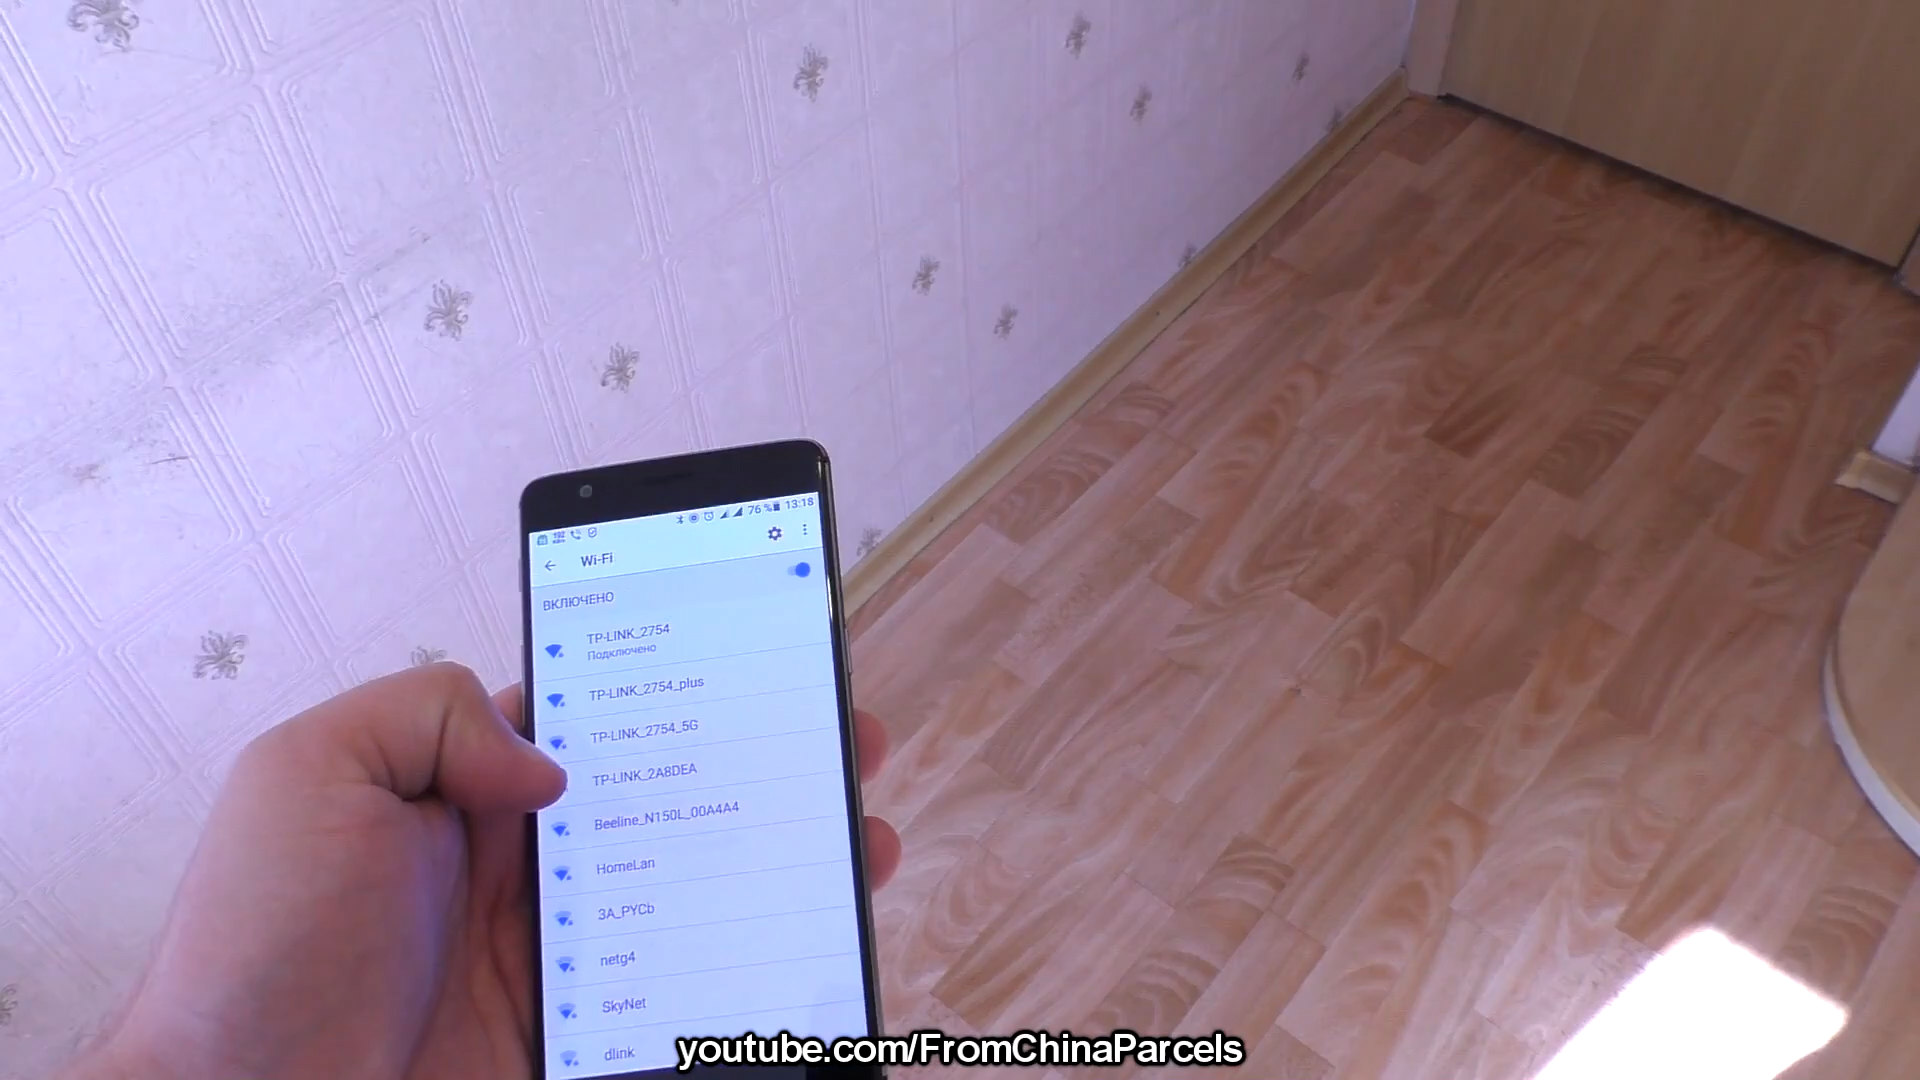 76 % 13:18
Wi-Fi
ВКЛЮЧЕНО
TP-LINK_2754
Подключено
TP-LINK_2754_plus
TP-LINK_2754_5G
TP-LINK_2A8DEA
Beeline_N150L_00A4A4
HomeLan
3A_PYCb
netg4
SkyNet
dlink
youtube.com/FromChinaParcels